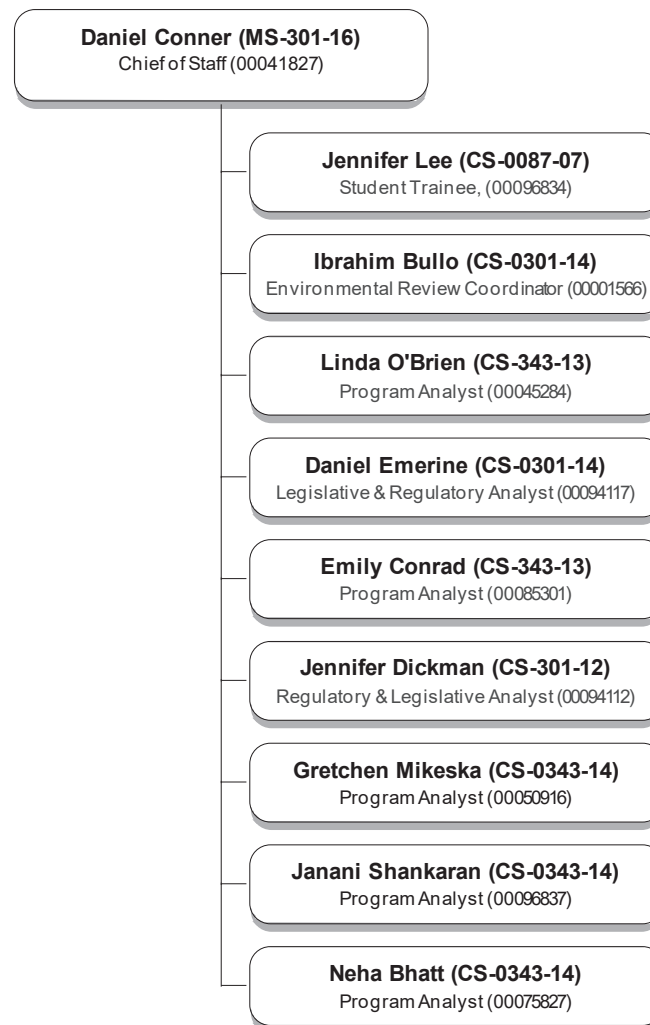 Daniel Conner (MS-301-16)
Chief of Staff (00041827)
Jennifer Lee (CS-0087-07)
Student Trainee, (00096834)
Ibrahim Bullo (CS-0301-14)
Environmental Review Coordinator (00001566)
Linda O'Brien (CS-343-13)
Program Analyst (00045284)
Daniel Emerine (CS-0301-14)
Legislative & Regulatory Analyst (00094117)
Emily Conrad (CS-343-13)
Program Analyst (00085301)
Jennifer Dickman (CS-301-12)
Regulatory & Legislative Analyst (00094112)
Gretchen Mikeska (CS-0343-14)
Program Analyst (00050916)
Janani Shankaran (CS-0343-14)
Program Analyst (00096837)
Neha Bhatt (CS-0343-14)
Program Analyst (00075827)